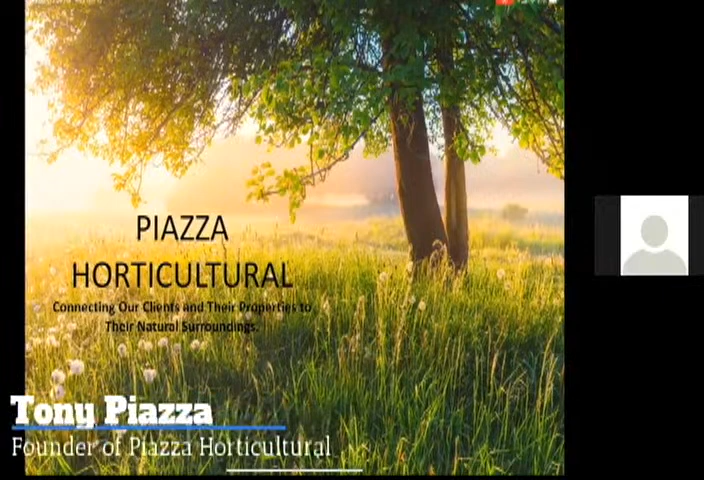 PIAZZA
HORTICULTURAL
Connecting Our Clients and Their Properties to
Their Natural Surroundings.
Tony Piazza
Founder of Piazza Horticultural